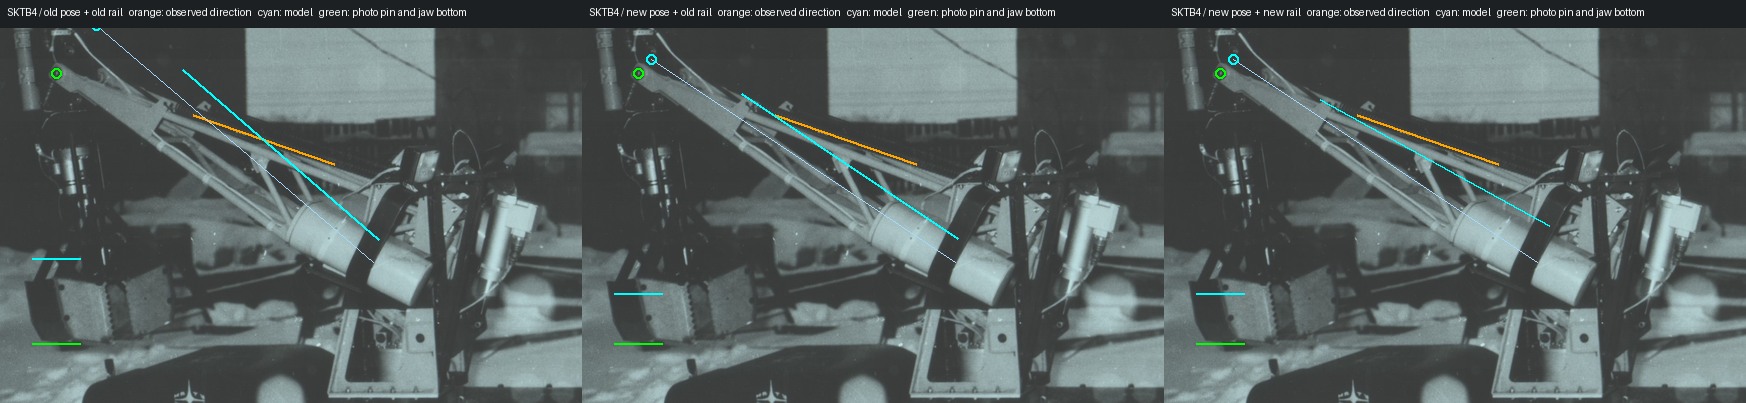 SKTB4 / old pose + old rail orange: observed direction cyan: model green: photo pin and jaw bottom
SKTB4 / new pose + old rail orange: observed direction cyan: model green: photo pin and jaw bottom
SKTB4 / new pose + new rail orange: observed direction cyan: model green: photo pin and jaw bottom